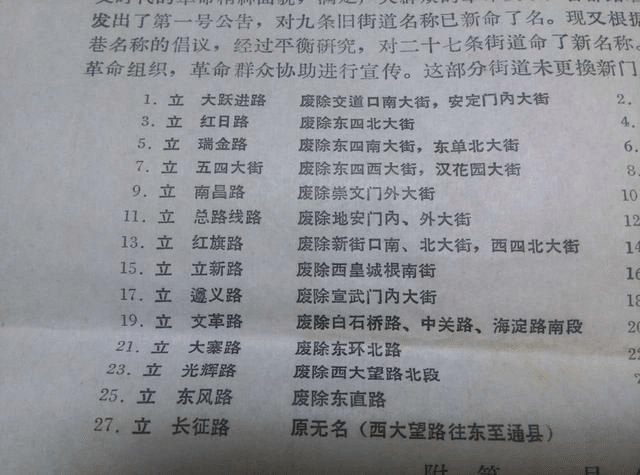 发出了第一号公告，对九条旧街道名称已新命了名。现又根据
巷名称的倡议，经过平衡研究，对二十七条街道命了新名称。
革命组织，革命群众协助进行宣传。这部分街道未更换新门
1．立 大跃进路 废除交道口南大街，安定门內大街 2．
3．立 红日路 废除东四北大街 4．
5．立 瑞金路 废除东四南大街，东单北大街 6．
7．立 五四大街 废除东四西大街，汉花园大街 8．
9．立 南昌路 废除崇文门外大街 10
11．立 总路线路 废除地安门內、外大街 12
13．立 红旗路 废除新街口南、北大街，西四北大街 14
15．立 立新路 废除西皇城根南街 16
17．立 遵义路 废除宣武门內大街 18
19．立 文革路 废除白石桥路、中关路、海淀路南段 20
21．立 大寨路 废除东环北路 22
23．立 光辉路 废除西大望路北段
25．立 东风路 废除东直路
27．立 长征路 原无名（西大望路往东至通县）